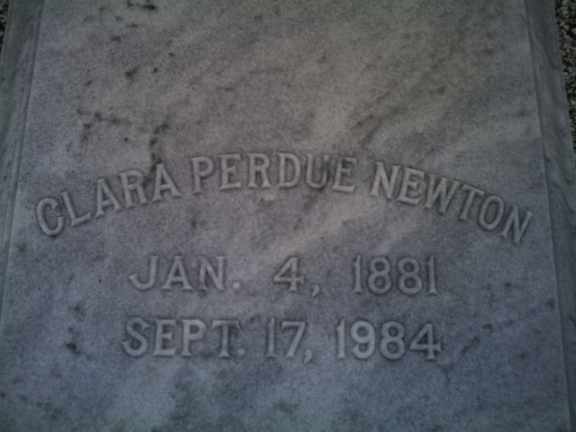 CLARA PERDUE NEWTON
JAN. 4, 1881
SEPT. 17, 1984